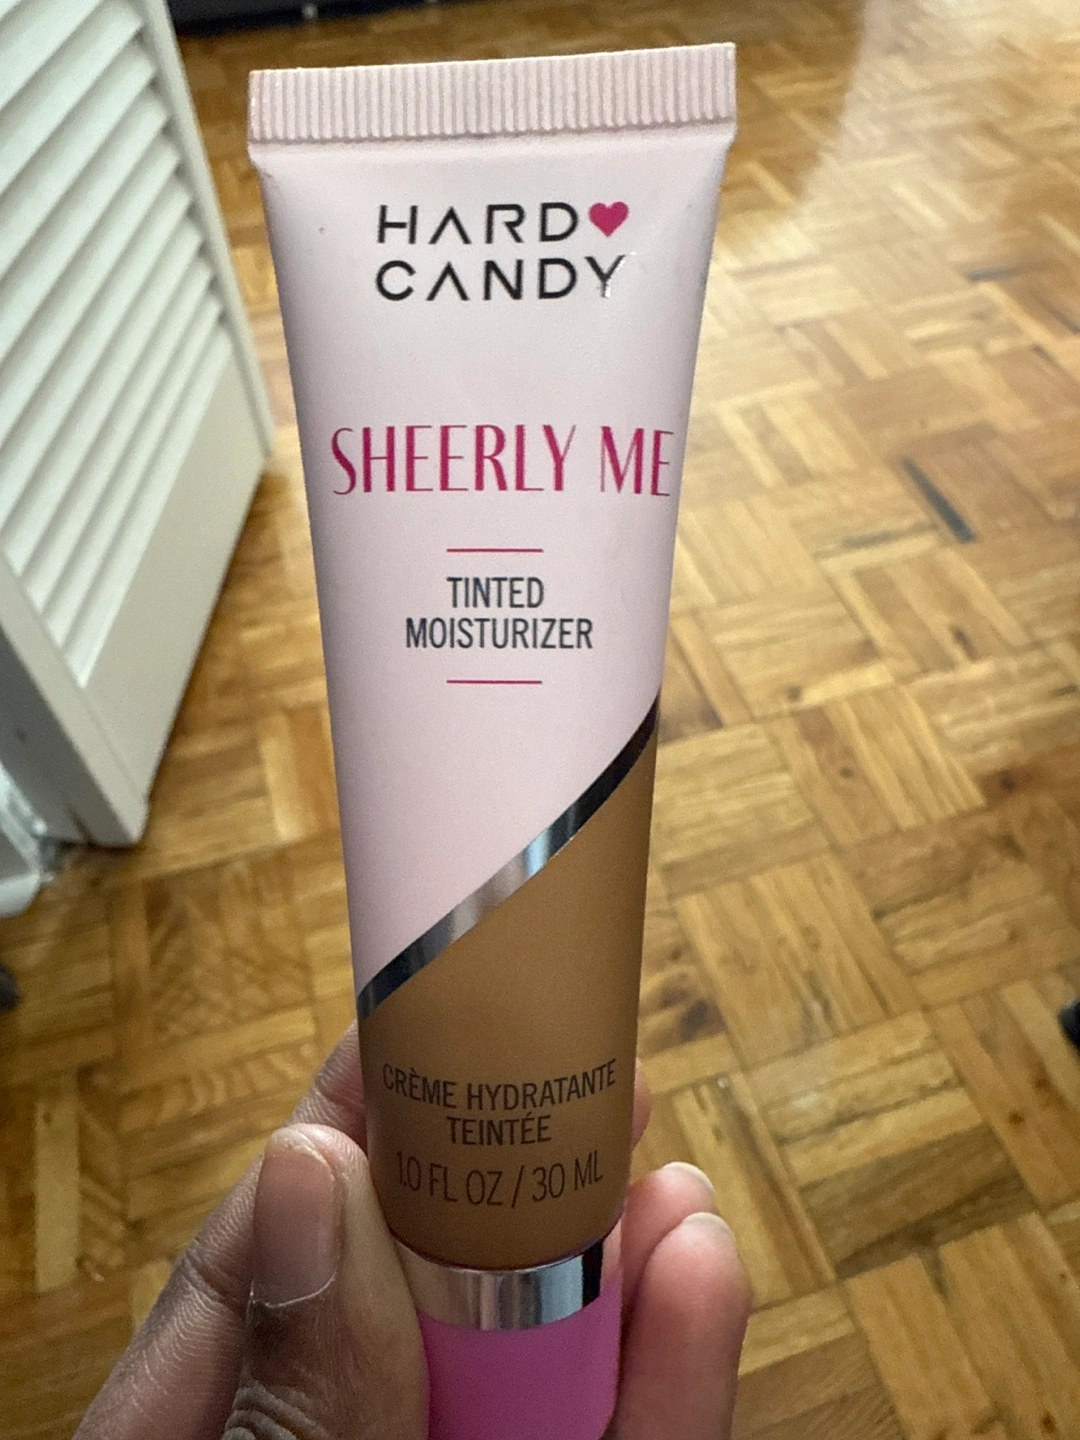 HARD
CANDY
SHEERLY ME
TINTED
MOISTURIZER
CRÈME HYDRATANTE
TEINTÉE
1.0 FL OZ / 30 ML